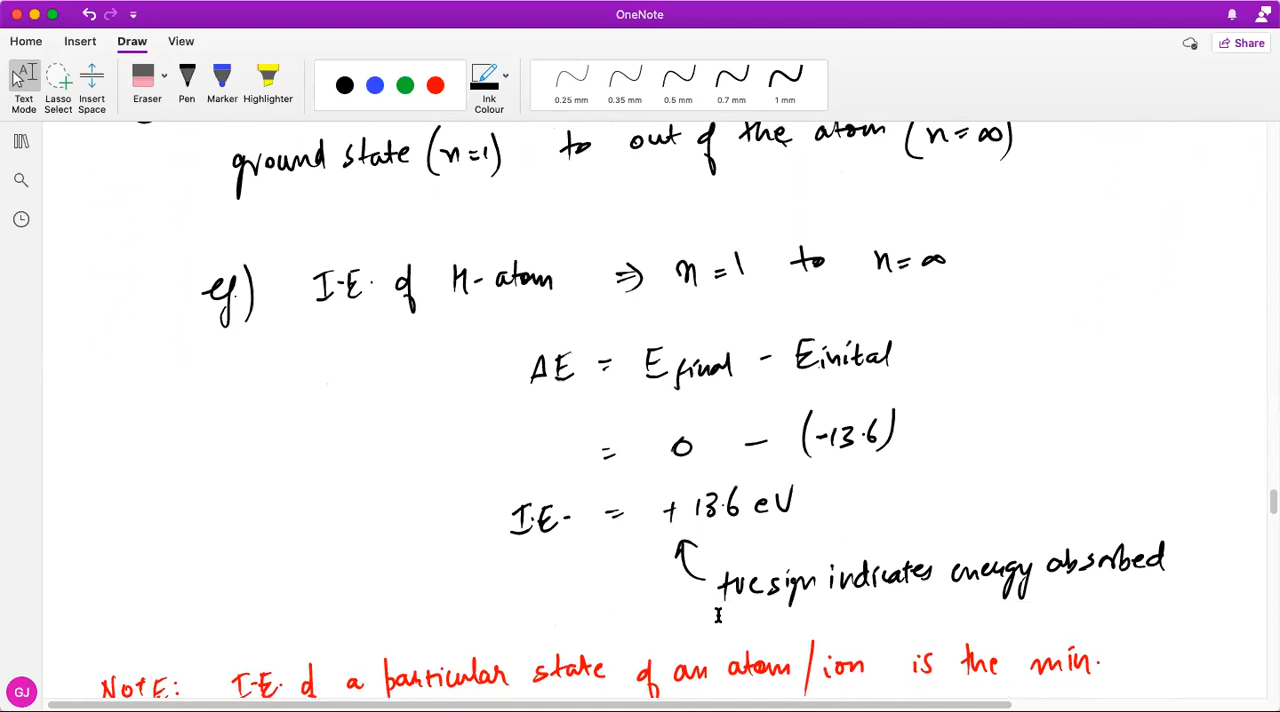 OneNote
Home Insert Draw View
Share
Text Mode Lasso Select Insert Space Eraser Pen Marker Highlighter Ink Colour 0.25 mm 0.35 mm 0.5 mm 0.7 mm 1 mm
ground state (n=1) to out of the atom (n=∞)
eg.) I.E. of H-atom ⇒ n=1 to n=∞
ΔE = Efinal - Einital
= 0 - (-13.6)
I.E. = + 13.6 eV
+ve sign indicates energy absorbed
NOTE: I.E. of a particular state of an atom/ion is the min.
GJ